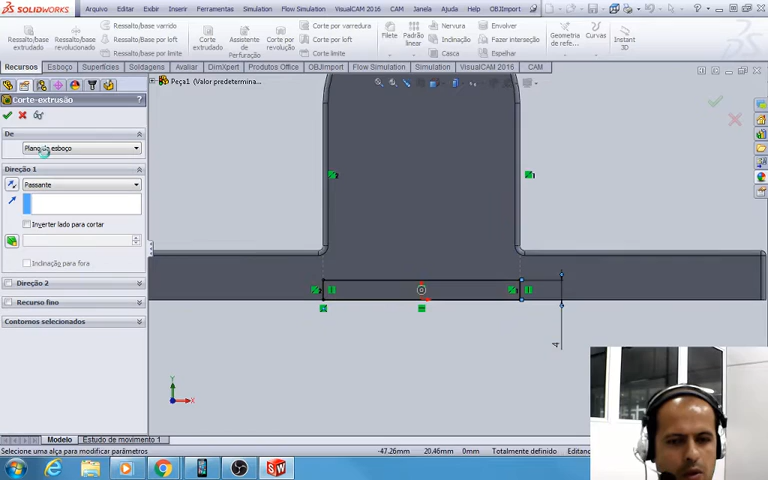 SOLIDWORKS Arquivo Editar Exibir Inserir Ferramentas Simulation Flow Simulation VisualCAM Janela Ajuda Meu OBJImport
Ressalto/base extrudado Ressalto/base revolucionado Ressalto/base varrido Ressalto/base por loft Ressalto/base limite Corte extrudado Assistente de Perfuração Corte por revolução Corte por varredura Corte por loft Corte limite Filete Padrão linear Nervura Inclinação Casca Envolver Fazer interseção Espelhar Geometria de refe... Curvas Instant 3D
Recursos Esboço Superfícies Soldagens Avaliar DimXpert Produtos Office OBJImport Flow Simulation Simulation VisualCAM 2016 CAM
Peça1 (Valor predetermina...
Corte-extrusão ?
De
Plano de esboço
Direção 1
Passante
Inverter lado para cortar
Inclinação para fora
Direção 2
Recurso fino
Contornos selecionados
2
1
4
Y
X
Modelo Estudo de movimento 1
Selecione uma alça para modificar parâmetros -47.26mm 20.46mm 0mm